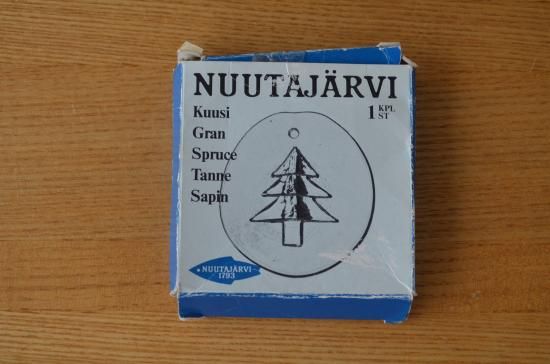 NUUTAJÄRVI
Kuusi
1 KPL ST
Gran
Spruce
Tanne
Sapin
NUUTAJÄRVI
1793